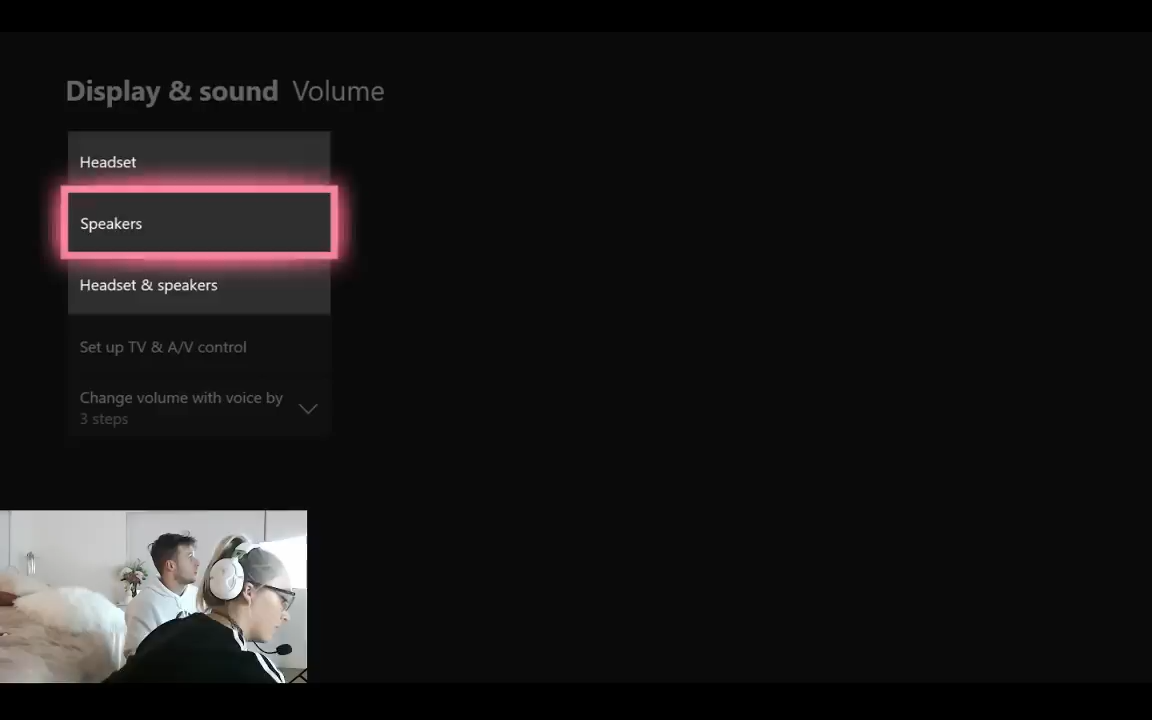 Display & sound Volume
Headset
Speakers
Headset & speakers
Set up TV & A/V control
Change volume with voice by
3 steps